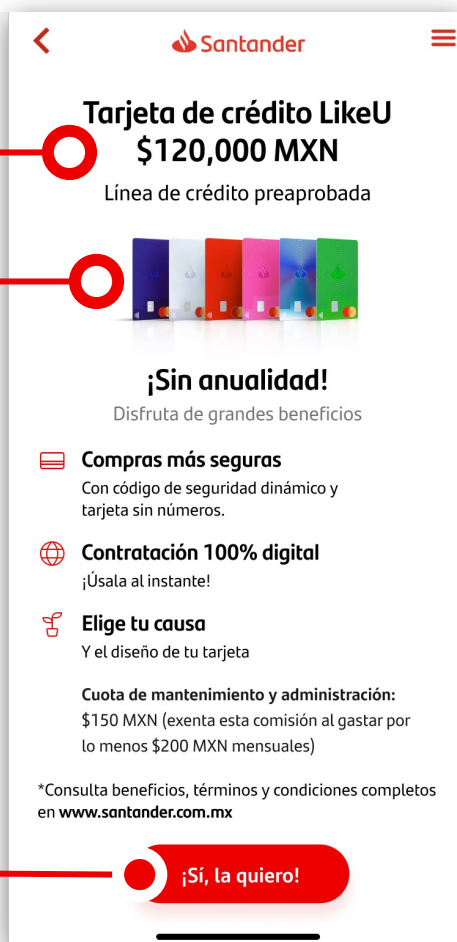 Santander
Tarjeta de crédito LikeU
$120,000 MXN
Línea de crédito preaprobada
¡Sin anualidad!
Disfruta de grandes beneficios
Compras más seguras
Con código de seguridad dinámico y
tarjeta sin números.
Contratación 100% digital
¡Úsala al instante!
Elige tu causa
Y el diseño de tu tarjeta
Cuota de mantenimiento y administración:
$150 MXN (exenta esta comisión al gastar por
lo menos $200 MXN mensuales)
*Consulta beneficios, términos y condiciones completos
en www.santander.com.mx
¡Sí, la quiero!